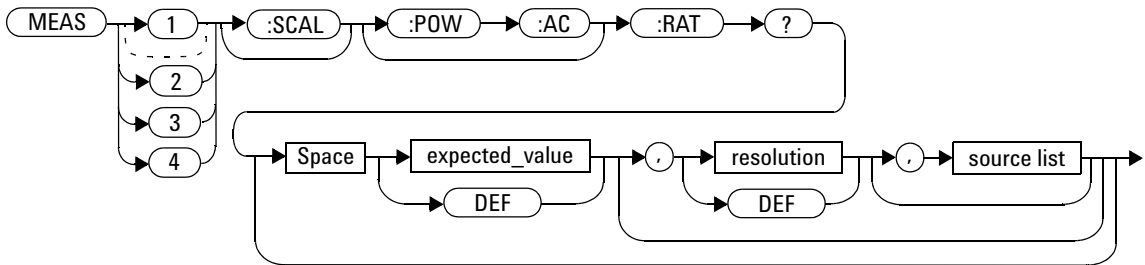 MEAS 1 :SCAL :POW :AC :RAT ?
2
3
4
Space expected_value , resolution , source list
DEF DEF